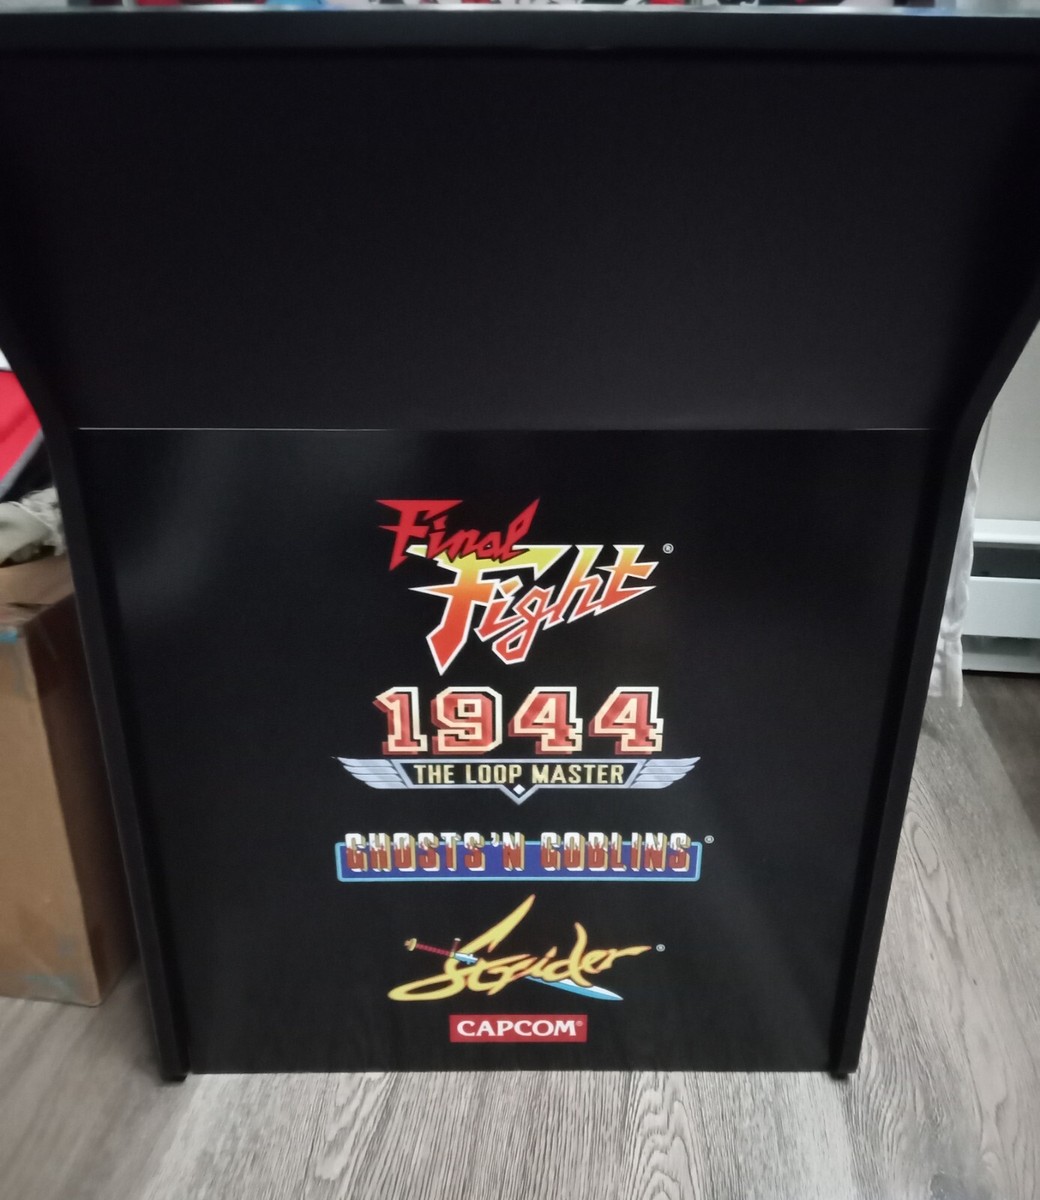 Final
Fight®
1944
THE LOOP MASTER
GHOSTS'N GOBLINS®
Strider®
CAPCOM®